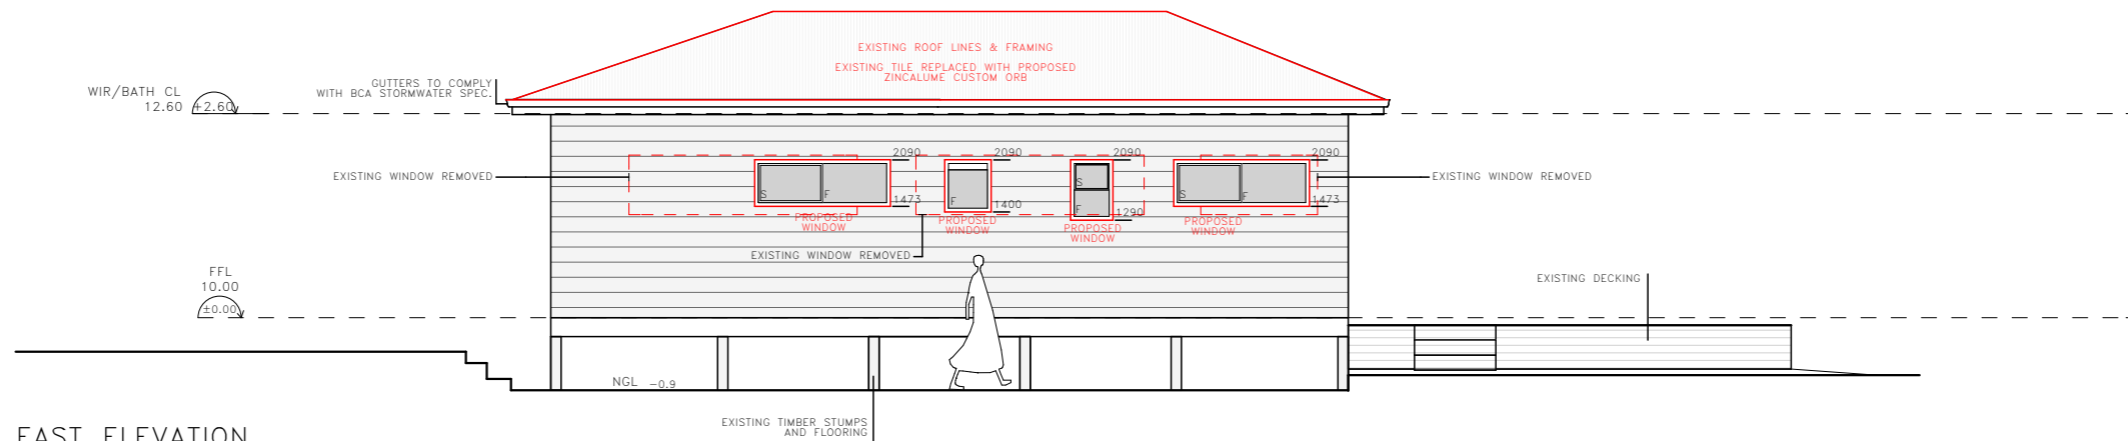 EXISTING ROOF LINES & FRAMING
EXISTING TILE REPLACED WITH PROPOSED
ZINCALUME CUSTOM ORB
GUTTERS TO COMPLY
WITH BCA STORMWATER SPEC.
WIR/BATH CL
12.60
+2.60
2090
2090
2090
2090
EXISTING WINDOW REMOVED
EXISTING WINDOW REMOVED
S
F
F
S
F
S
F
1473
1400
1290
1473
PROPOSED
WINDOW
PROPOSED
WINDOW
PROPOSED
WINDOW
PROPOSED
WINDOW
EXISTING WINDOW REMOVED
FFL
10.00
±0.00
EXISTING DECKING
NGL -0.9
EXISTING TIMBER STUMPS
AND FLOORING
EAST ELEVATION